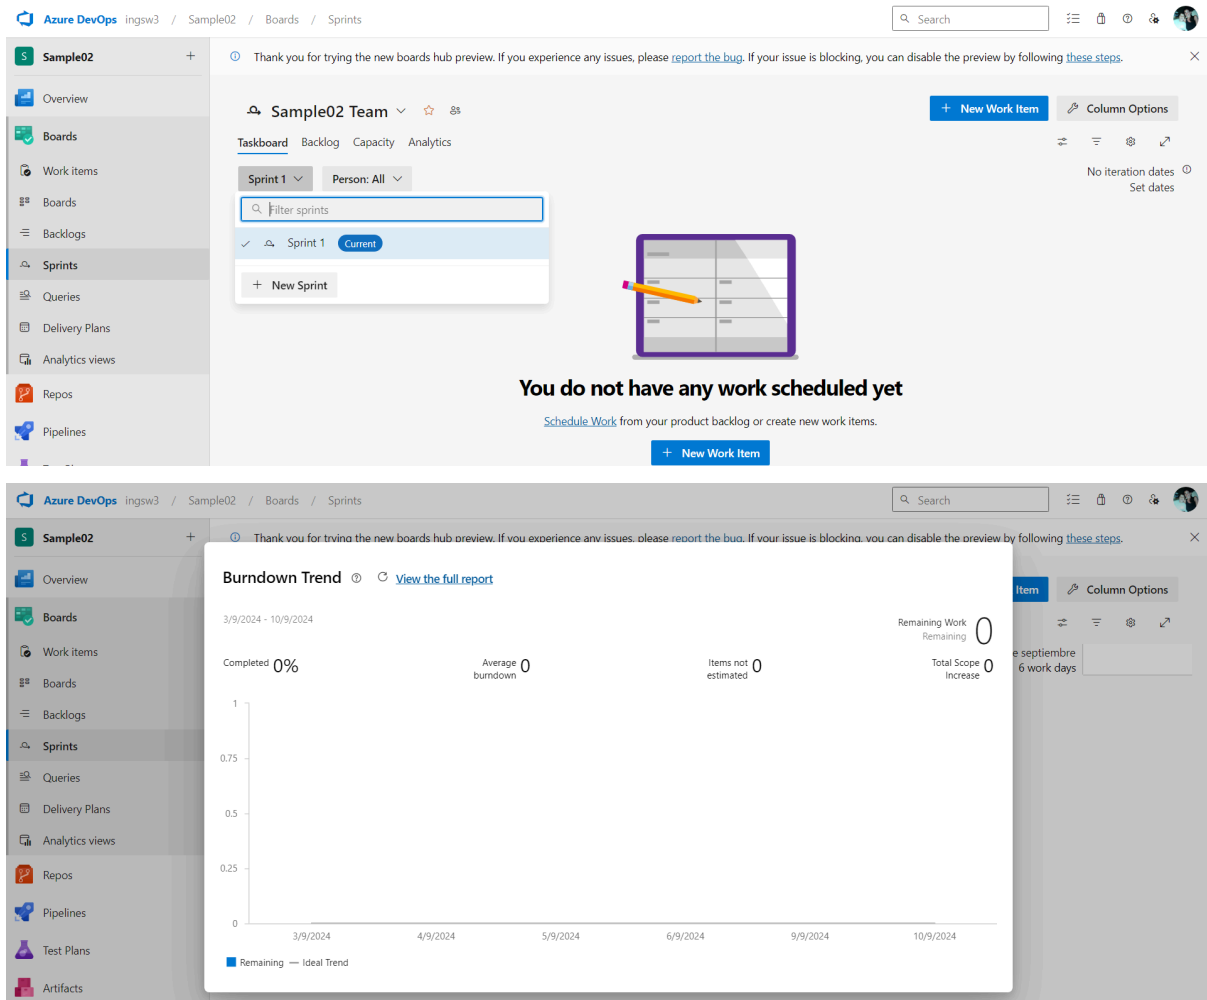 Azure DevOps ingsw3 / Sample02 / Boards / Sprints
Search
S Sample02 +
Thank you for trying the new boards hub preview. If you experience any issues, please report the bug. If your issue is blocking, you can disable the preview by following these steps.
Overview
Sample02 Team
+ New Work Item
Column Options
Boards
Taskboard Backlog Capacity Analytics
Work items
Sprint 1
Person: All
No iteration dates
Set dates
Boards
Filter sprints
Backlogs
Sprint 1 Current
Sprints
+ New Sprint
Queries
Delivery Plans
Analytics views
Repos
You do not have any work scheduled yet
Schedule Work from your product backlog or create new work items.
Pipelines
+ New Work Item
Azure DevOps ingsw3 / Sample02 / Boards / Sprints
Search
S Sample02 +
Thank you for trying the new boards hub preview. If you experience any issues, please report the bug. If your issue is blocking, you can disable the preview by following these steps.
Overview
Burndown Trend View the full report
Item
Column Options
Boards
3/9/2024 - 10/9/2024
Remaining Work
Remaining
0
Work items
e septiembre
6 work days
Completed 0%
Average
burndown
0
Items not
estimated
0
Total Scope
Increase
0
Boards
Backlogs
Sprints
Queries
Delivery Plans
Analytics views
Repos
Pipelines
Test Plans
Artifacts
1
0.75
0.5
0.25
0
3/9/2024 4/9/2024 5/9/2024 6/9/2024 9/9/2024 10/9/2024
Remaining Ideal Trend